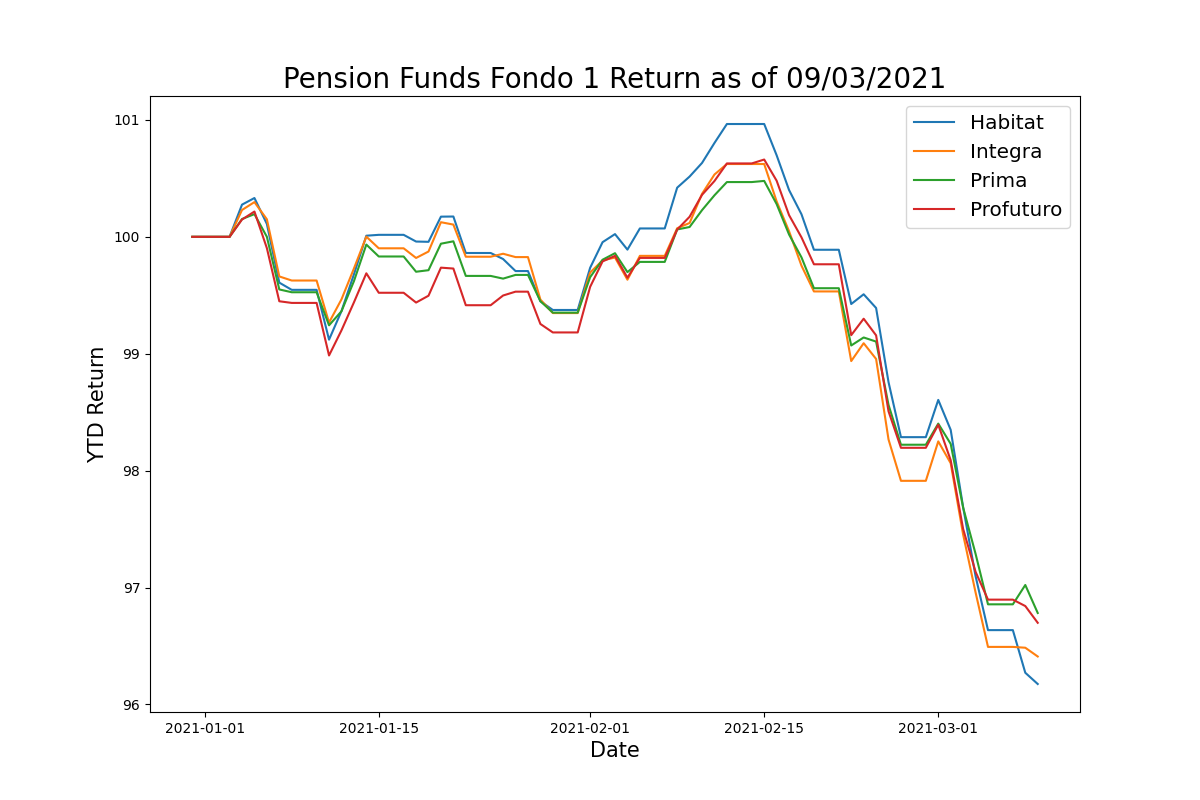 Pension Funds Fondo 1 Return as of 09/03/2021
Habitat
Integra
Prima
Profuturo
YTD Return
101
100
99
98
97
96
2021-01-01
2021-01-15
2021-02-01
2021-02-15
2021-03-01
Date